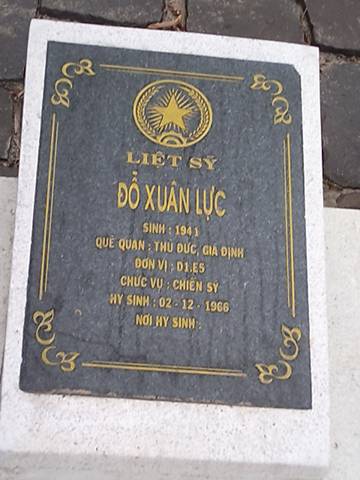 LIỆT SỸ
ĐỖ XUÂN LỰC
SINH : 1941
QUÊ QUÁN : THỦ ĐỨC, GIA ĐỊNH
ĐƠN VỊ : D1.E5
CHỨC VỤ : CHIẾN SỸ
HY SINH : 02 - 12 - 1966
NƠI HY SINH :